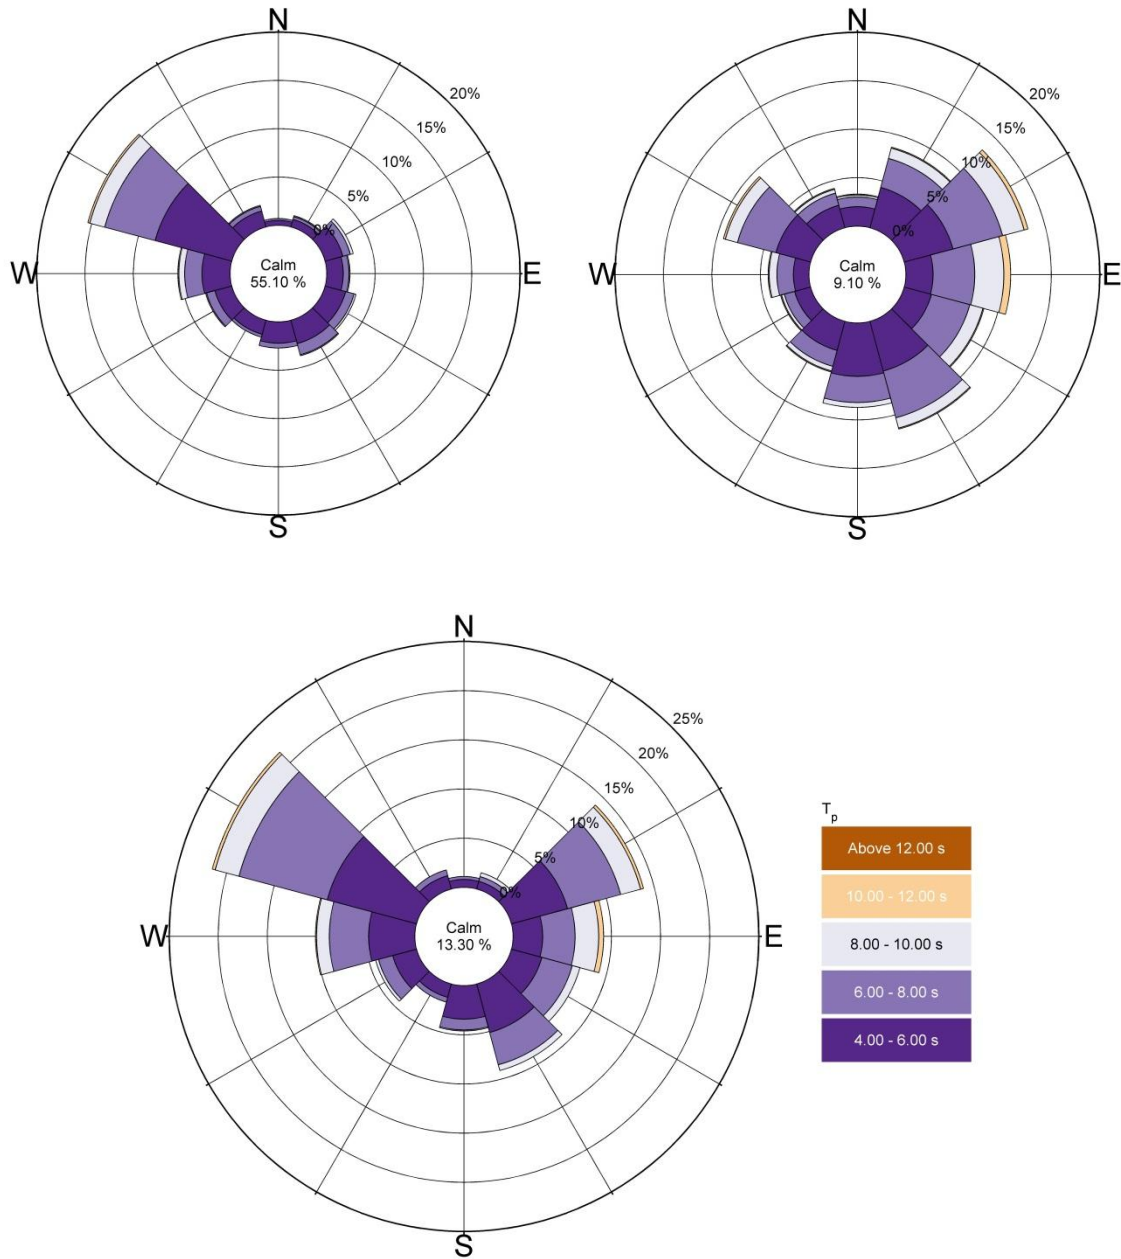 N
20%
15%
10%
5%
0%
W
Calm
55.10 %
E
S
N
20%
15%
10%
5%
0%
W
Calm
9.10 %
E
S
N
25%
20%
15%
10%
5%
0%
W
Calm
13.30 %
E
S
Tp
Above 12.00 s
10.00 - 12.00 s
8.00 - 10.00 s
6.00 - 8.00 s
4.00 - 6.00 s